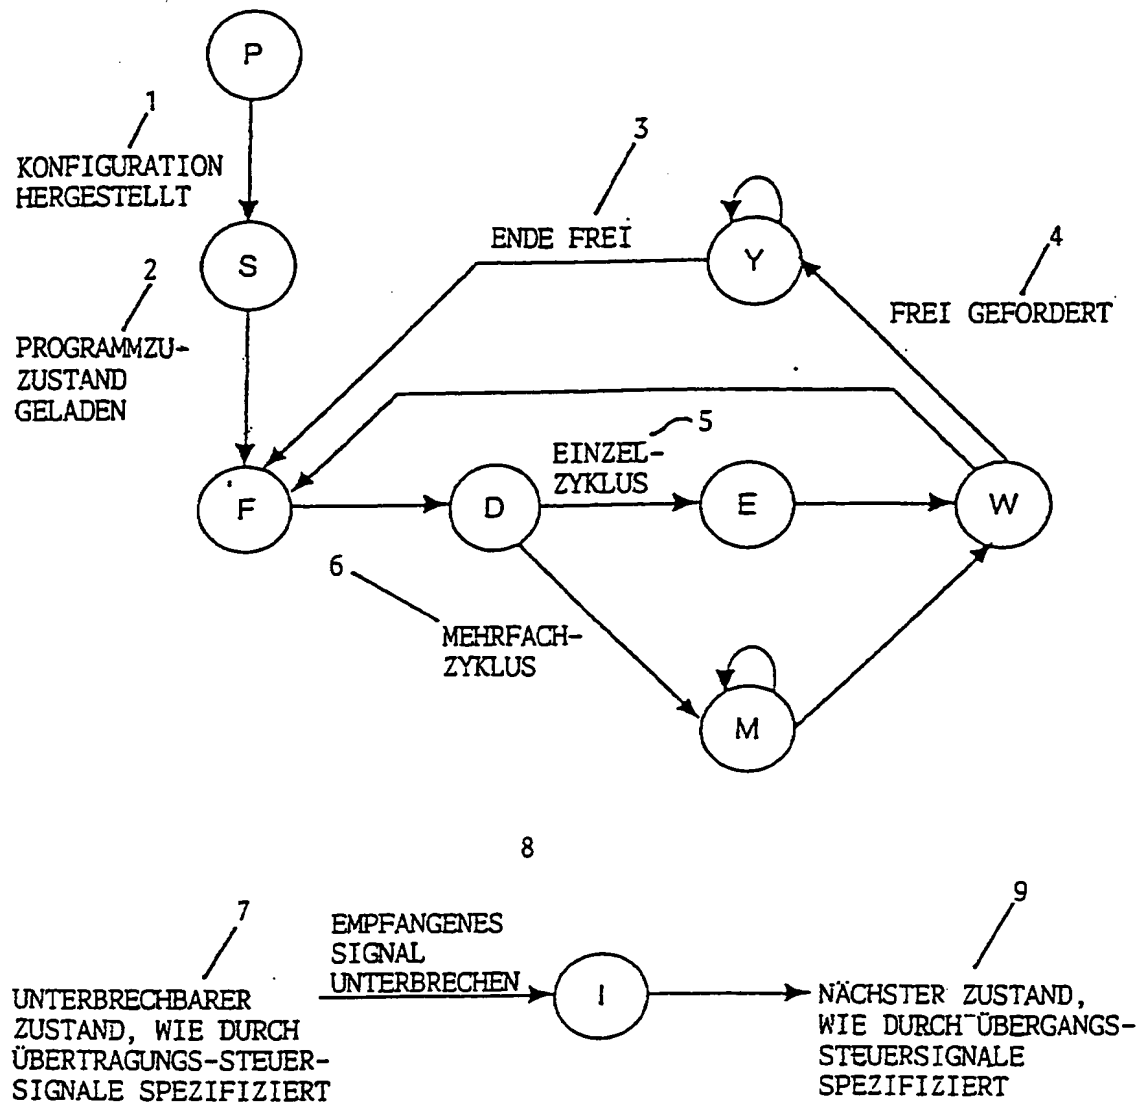 P
1
KONFIGURATION
HERGESTELLT
3
ENDE FREI
Y
4
FREI GEFORDERT
S
2
PROGRAMMZU-
ZUSTAND
GELADEN
5
EINZEL-
ZYKLUS
F
D
E
W
6
MEHRFACH-
ZYKLUS
M
8
7
EMPFANGENES
SIGNAL
UNTERBRECHEN
I
9
UNTERBRECHBARER
ZUSTAND, WIE DURCH
ÜBERTRAGUNGS-STEUER-
SIGNALE SPEZIFIZIERT
NÄCHSTER ZUSTAND,
WIE DURCH ÜBERGANGS-
STEUERSIGNALE
SPEZIFIZIERT